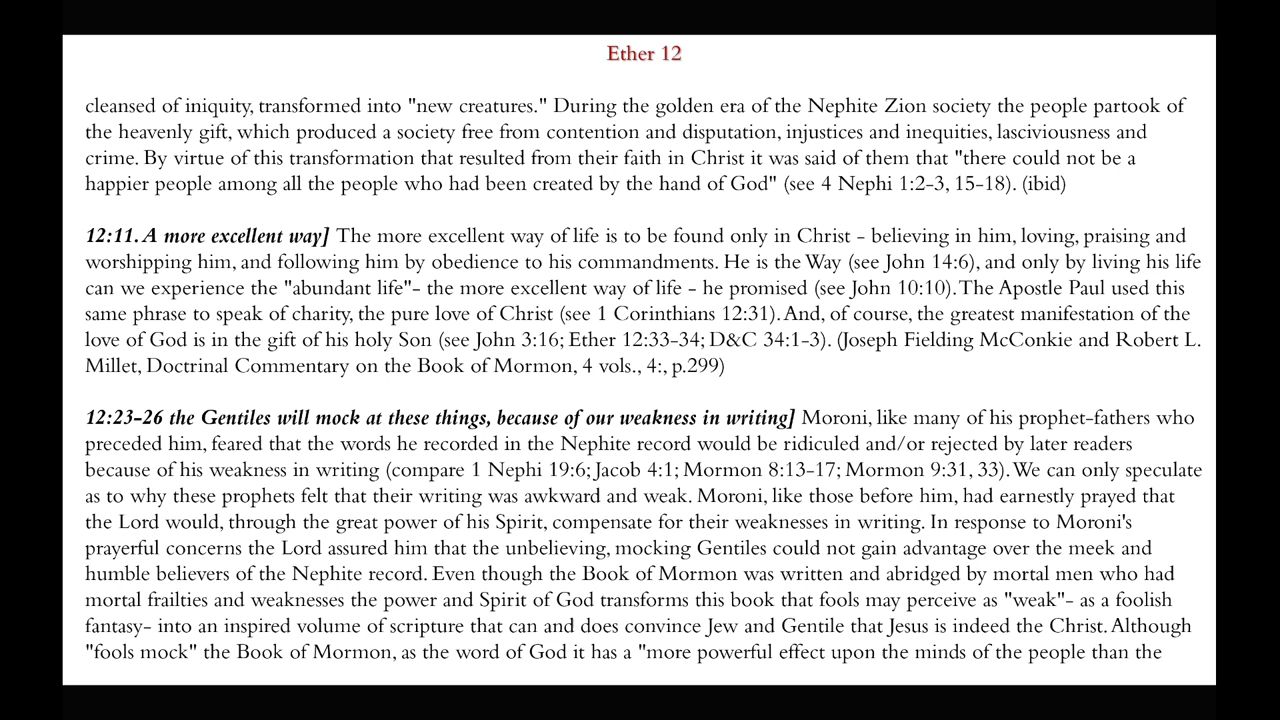 Ether 12
cleansed of iniquity, transformed into "new creatures." During the golden era of the Nephite Zion society the people partook of
the heavenly gift, which produced a society free from contention and disputation, injustices and inequities, lasciviousness and
crime. By virtue of this transformation that resulted from their faith in Christ it was said of them that "there could not be a
happier people among all the people who had been created by the hand of God" (see 4 Nephi 1:2-3, 15-18). (ibid)
12:11. A more excellent way] The more excellent way of life is to be found only in Christ - believing in him, loving, praising and
worshipping him, and following him by obedience to his commandments. He is the Way (see John 14:6), and only by living his life
can we experience the "abundant life"- the more excellent way of life - he promised (see John 10:10). The Apostle Paul used this
same phrase to speak of charity, the pure love of Christ (see 1 Corinthians 12:31). And, of course, the greatest manifestation of the
love of God is in the gift of his holy Son (see John 3:16; Ether 12:33-34; D&C 34:1-3). (Joseph Fielding McConkie and Robert L.
Millet, Doctrinal Commentary on the Book of Mormon, 4 vols., 4:, p.299)
12:23-26 the Gentiles will mock at these things, because of our weakness in writing] Moroni, like many of his prophet-fathers who
preceded him, feared that the words he recorded in the Nephite record would be ridiculed and/or rejected by later readers
because of his weakness in writing (compare 1 Nephi 19:6; Jacob 4:1; Mormon 8:13-17; Mormon 9:31, 33). We can only speculate
as to why these prophets felt that their writing was awkward and weak. Moroni, like those before him, had earnestly prayed that
the Lord would, through the great power of his Spirit, compensate for their weaknesses in writing. In response to Moroni's
prayerful concerns the Lord assured him that the unbelieving, mocking Gentiles could not gain advantage over the meek and
humble believers of the Nephite record. Even though the Book of Mormon was written and abridged by mortal men who had
mortal frailties and weaknesses the power and Spirit of God transforms this book that fools may perceive as "weak"- as a foolish
fantasy- into an inspired volume of scripture that can and does convince Jew and Gentile that Jesus is indeed the Christ. Although
"fools mock" the Book of Mormon, as the word of God it has a "more powerful effect upon the minds of the people than the